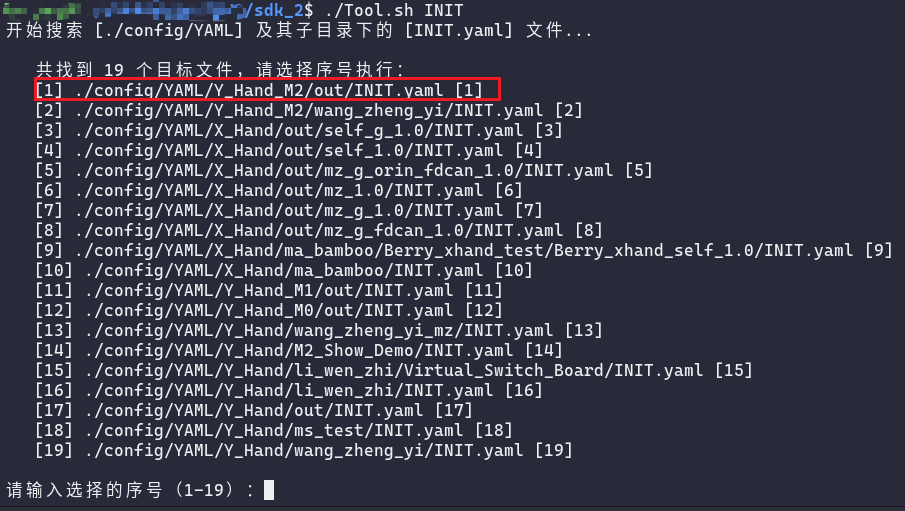 /sdk_2$ ./Tool.sh INIT
开始搜索 [./config/YAML] 及其子目录下的 [INIT.yaml] 文件...
共找到 19 个目标文件，请选择序号执行：
[1] ./config/YAML/Y_Hand_M2/out/INIT.yaml [1]
[2] ./config/YAML/Y_Hand_M2/wang_zheng_yi/INIT.yaml [2]
[3] ./config/YAML/X_Hand/out/self_g_1.0/INIT.yaml [3]
[4] ./config/YAML/X_Hand/out/self_1.0/INIT.yaml [4]
[5] ./config/YAML/X_Hand/out/mz_g_orin_fdcan_1.0/INIT.yaml [5]
[6] ./config/YAML/X_Hand/out/mz_1.0/INIT.yaml [6]
[7] ./config/YAML/X_Hand/out/mz_g_1.0/INIT.yaml [7]
[8] ./config/YAML/X_Hand/out/mz_g_fdcan_1.0/INIT.yaml [8]
[9] ./config/YAML/X_Hand/ma_bamboo/Berry_xhand_test/Berry_xhand_self_1.0/INIT.yaml [9]
[10] ./config/YAML/X_Hand/ma_bamboo/INIT.yaml [10]
[11] ./config/YAML/Y_Hand_M1/out/INIT.yaml [11]
[12] ./config/YAML/Y_Hand_M0/out/INIT.yaml [12]
[13] ./config/YAML/Y_Hand/wang_zheng_yi_mz/INIT.yaml [13]
[14] ./config/YAML/Y_Hand/M2_Show_Demo/INIT.yaml [14]
[15] ./config/YAML/Y_Hand/li_wen_zhi/Virtual_Switch_Board/INIT.yaml [15]
[16] ./config/YAML/Y_Hand/li_wen_zhi/INIT.yaml [16]
[17] ./config/YAML/Y_Hand/out/INIT.yaml [17]
[18] ./config/YAML/Y_Hand/ms_test/INIT.yaml [18]
[19] ./config/YAML/Y_Hand/wang_zheng_yi/INIT.yaml [19]
请输入选择的序号（1-19）：